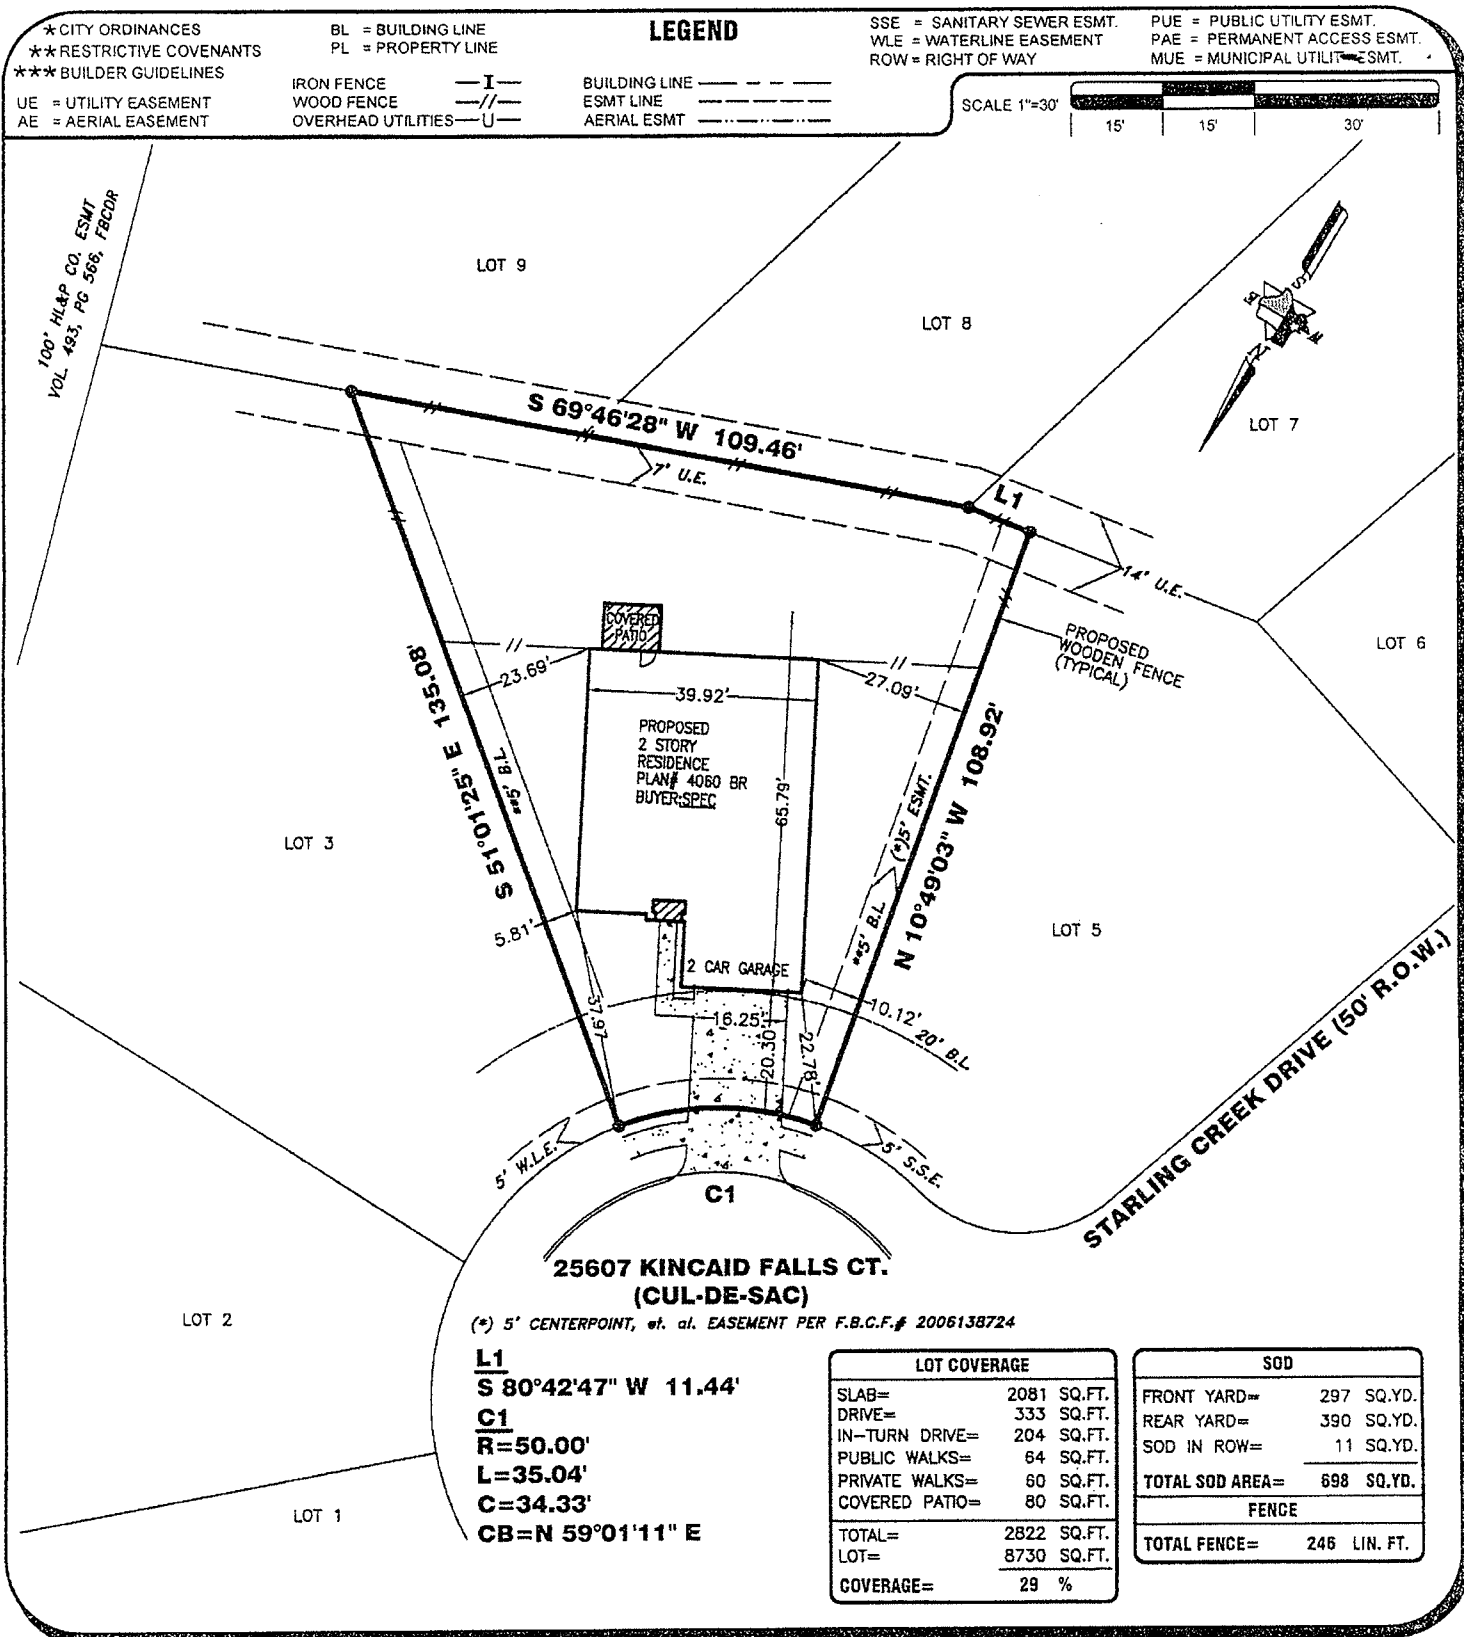 LEGEND
*CITY ORDINANCES
**RESTRICTIVE COVENANTS
***BUILDER GUIDELINES
UE = UTILITY EASEMENT
AE = AERIAL EASEMENT
BL = BUILDING LINE
PL = PROPERTY LINE
IRON FENCE —I—
WOOD FENCE —//—
OVERHEAD UTILITIES —U—
BUILDING LINE
ESMT LINE
AERIAL ESMT
SSE = SANITARY SEWER ESMT.
WLE = WATERLINE EASEMENT
ROW = RIGHT OF WAY
PUE = PUBLIC UTILITY ESMT.
PAE = PERMANENT ACCESS ESMT.
MUE = MUNICIPAL ESMT.
SCALE 1"=30'
15' 15' 30'
100' HL&P CO. ESMT
VOL. 493, PG 566, FBCDR
LOT 9
LOT 8
S
E
W
N
LOT 7
S 69°46'28" W 109.46'
7' U.E.
L1
14' U.E.
PROPOSED
WOODEN FENCE
(TYPICAL)
LOT 6
COVERED
PATIO
23.69'
39.92'
27.09'
S 51°01'25" E 135.08'
**5' B.L.
PROPOSED
2 STORY
RESIDENCE
PLAN# 4060 BR
BUYER:SPEC
65.79'
(*)5' ESMT.
**5' B.L.
N 10°49'03" W 108.92'
LOT 3
LOT 5
5.81'
2 CAR GARAGE
37.97'
16.25'
20.30'
22.78'
10.12'
20' B.L.
5' W.L.E.
5' S.S.E.
STARLING CREEK DRIVE (50' R.O.W.)
C1
25607 KINCAID FALLS CT.
(CUL-DE-SAC)
(*) 5' CENTERPOINT, et. al. EASEMENT PER F.B.C.F.# 2006138724
LOT 2
LOT 1
L1
S 80°42'47" W 11.44'
C1
R=50.00'
L=35.04'
C=34.33'
CB=N 59°01'11" E
LOT COVERAGE
SLAB= 2081 SQ.FT.
DRIVE= 333 SQ.FT.
IN-TURN DRIVE= 204 SQ.FT.
PUBLIC WALKS= 64 SQ.FT.
PRIVATE WALKS= 60 SQ.FT.
COVERED PATIO= 80 SQ.FT.
TOTAL= 2822 SQ.FT.
LOT= 8730 SQ.FT.
COVERAGE= 29 %
SOD
FRONT YARD= 297 SQ.YD.
REAR YARD= 390 SQ.YD.
SOD IN ROW= 11 SQ.YD.
TOTAL SOD AREA= 698 SQ.YD.
FENCE
TOTAL FENCE= 246 LIN. FT.